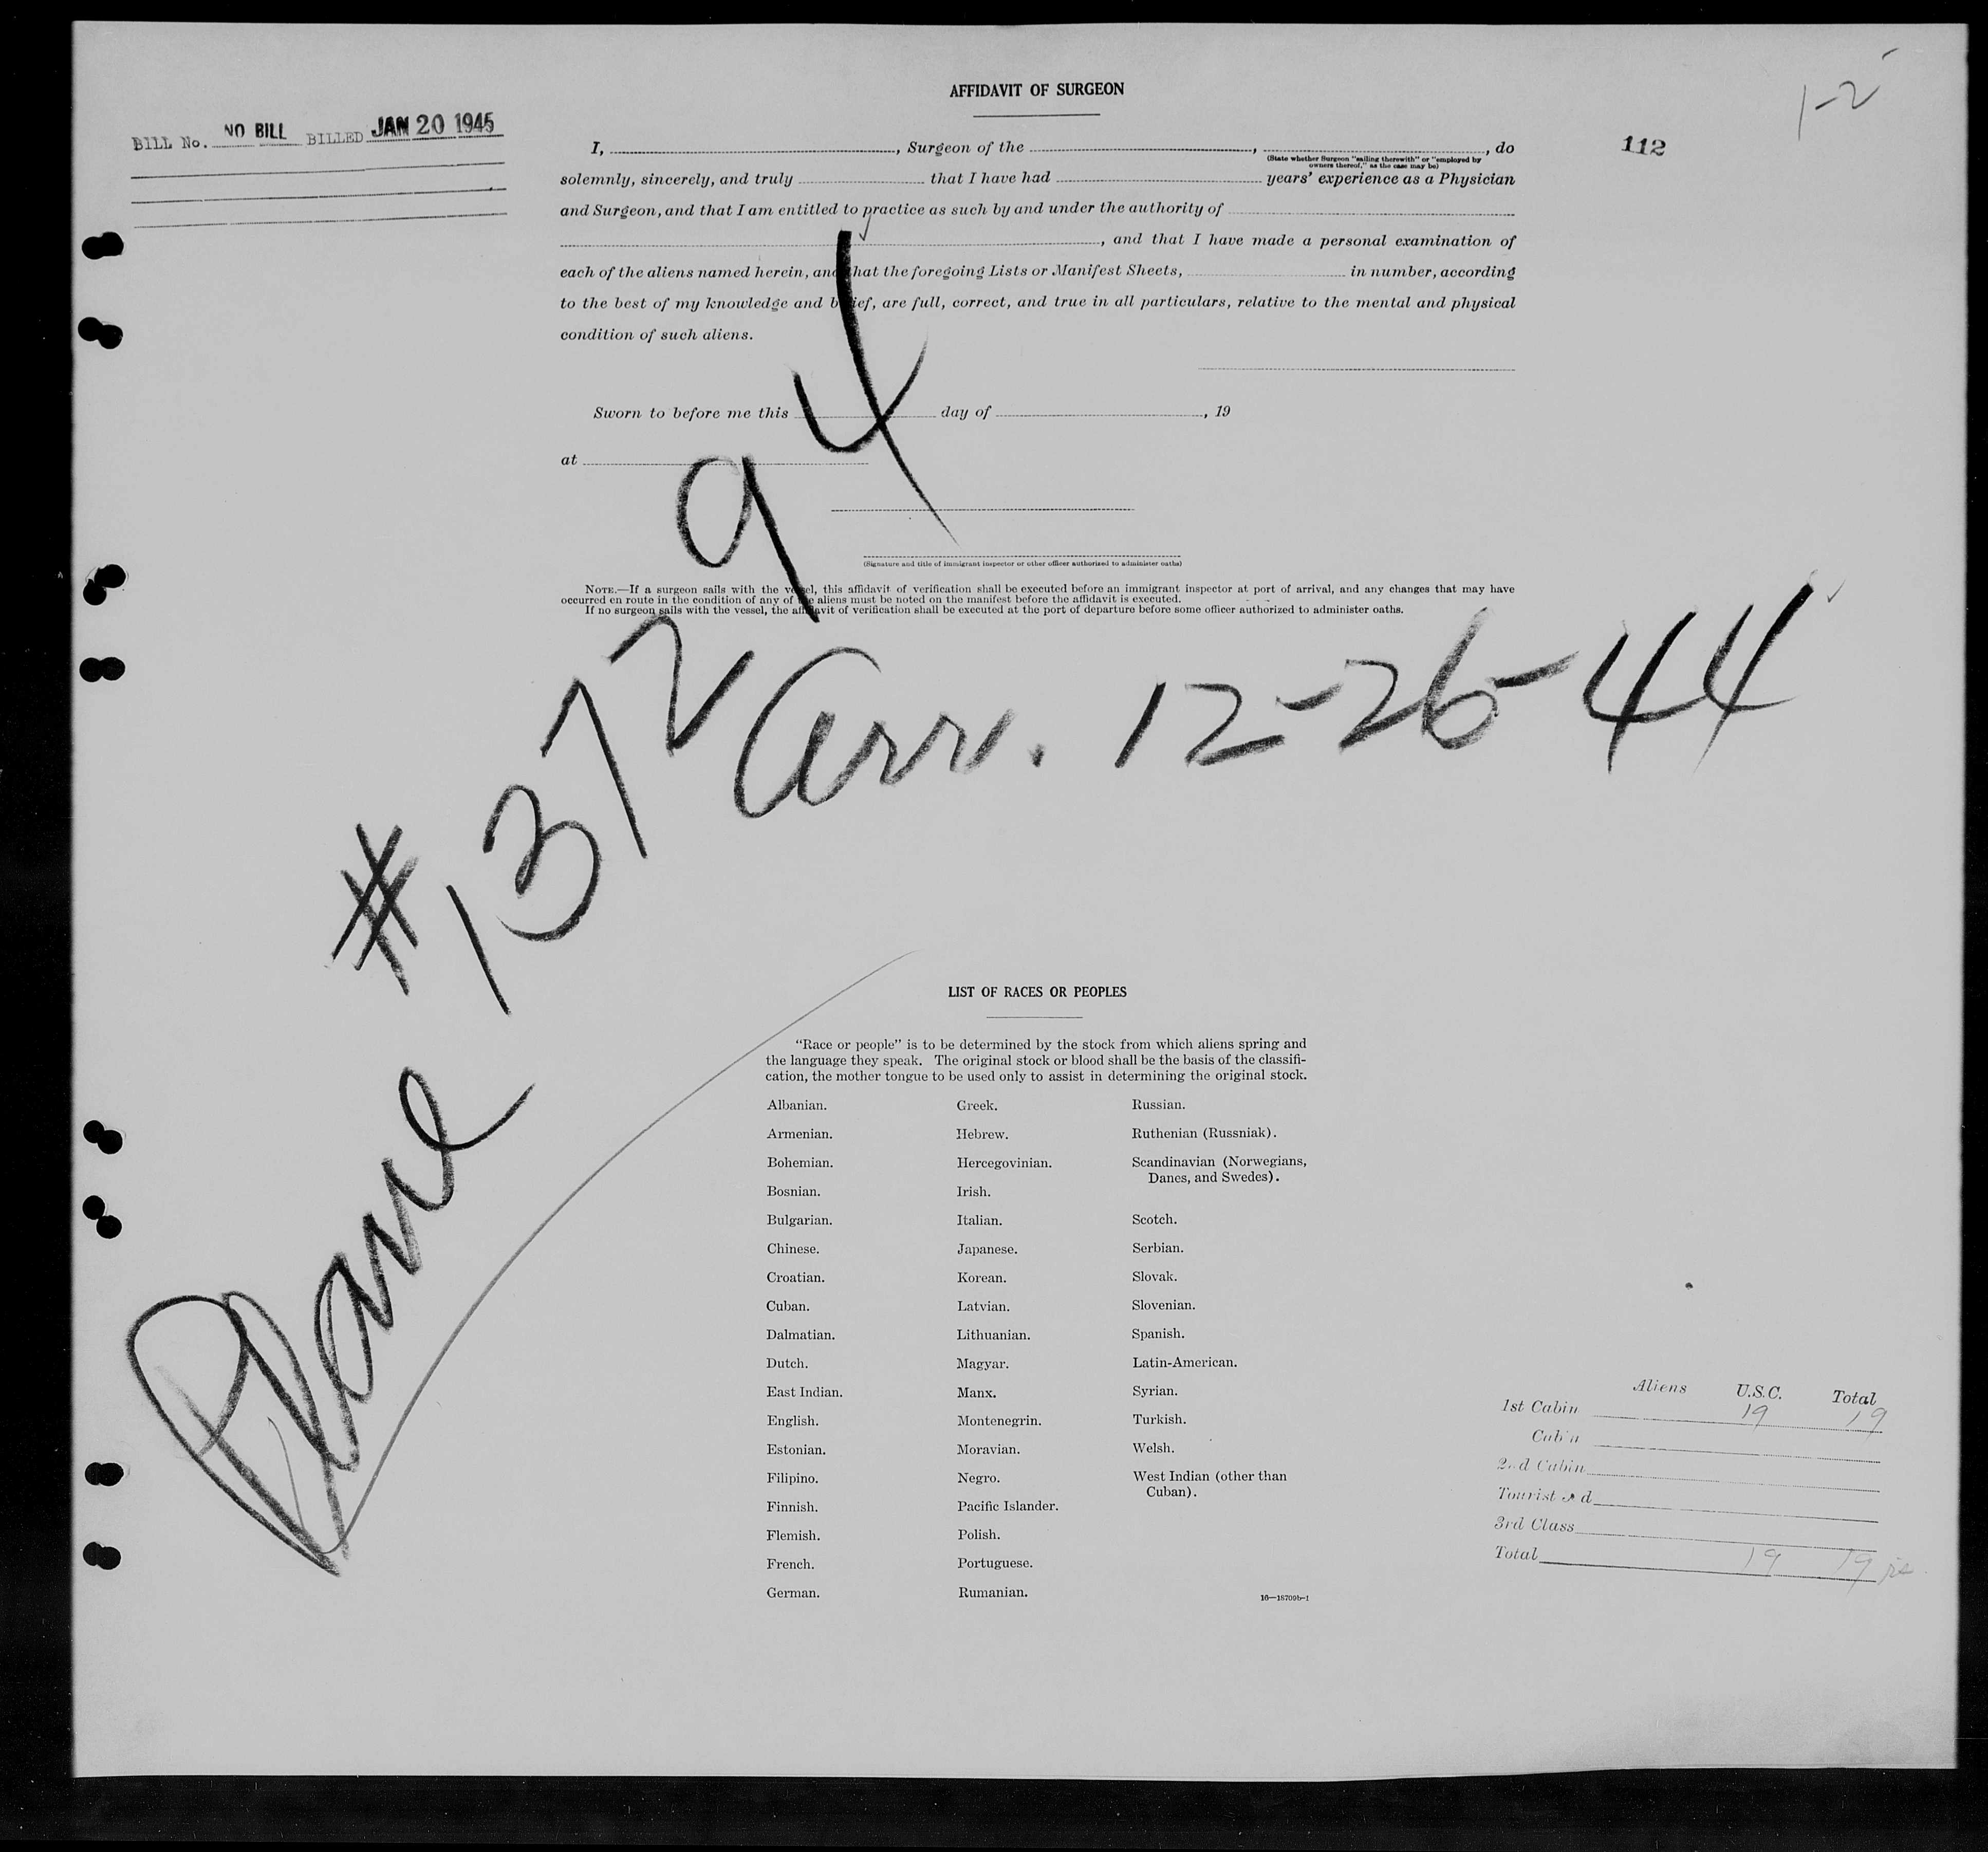 AFFIDAVIT OF SURGEON
1-2
BILL No. NO BILL BILLED JAN 20 1945
112
I, , Surgeon of the , , do
(State whether Surgeon "sailing therewith" or "employed by
owners thereof," as the case may be)
solemnly, sincerely, and truly that I have had years' experience as a Physician
and Surgeon, and that I am entitled to practice as such by and under the authority of
, and that I have made a personal examination of
each of the aliens named herein, and that the foregoing Lists or Manifest Sheets, in number, according
to the best of my knowledge and belief, are full, correct, and true in all particulars, relative to the mental and physical
condition of such aliens.
Sworn to before me this day of , 19
at
(Signature and title of immigrant inspector or other officer authorized to administer oaths)
NOTE.—If a surgeon sails with the vessel, this affidavit of verification shall be executed before an immigrant inspector at port of arrival, and any changes that may have
occurred en route in the condition of any of the aliens must be noted on the manifest before the affidavit is executed.
If no surgeon sails with the vessel, the affidavit of verification shall be executed at the port of departure before some officer authorized to administer oaths.
Plane #137294
Arr. 12-26-44
LIST OF RACES OR PEOPLES
"Race or people" is to be determined by the stock from which aliens spring and
the language they speak. The original stock or blood shall be the basis of the classifi-
cation, the mother tongue to be used only to assist in determining the original stock.
Albanian.
Armenian.
Bohemian.
Bosnian.
Bulgarian.
Chinese.
Croatian.
Cuban.
Dalmatian.
Dutch.
East Indian.
English.
Estonian.
Filipino.
Finnish.
Flemish.
French.
German.
Greek.
Hebrew.
Hercegovinian.
Irish.
Italian.
Japanese.
Korean.
Latvian.
Lithuanian.
Magyar.
Manx.
Montenegrin.
Moravian.
Negro.
Pacific Islander.
Polish.
Portuguese.
Rumanian.
Russian.
Ruthenian (Russniak).
Scandinavian (Norwegians,
Danes, and Swedes).
Scotch.
Serbian.
Slovak.
Slovenian.
Spanish.
Latin-American.
Syrian.
Turkish.
Welsh.
West Indian (other than
Cuban).
16—18709b-1
Aliens U.S.C. Total
1st Cabin 19 19
Cabin
2nd Cabin
Tourist
3rd Class
Total 19 19